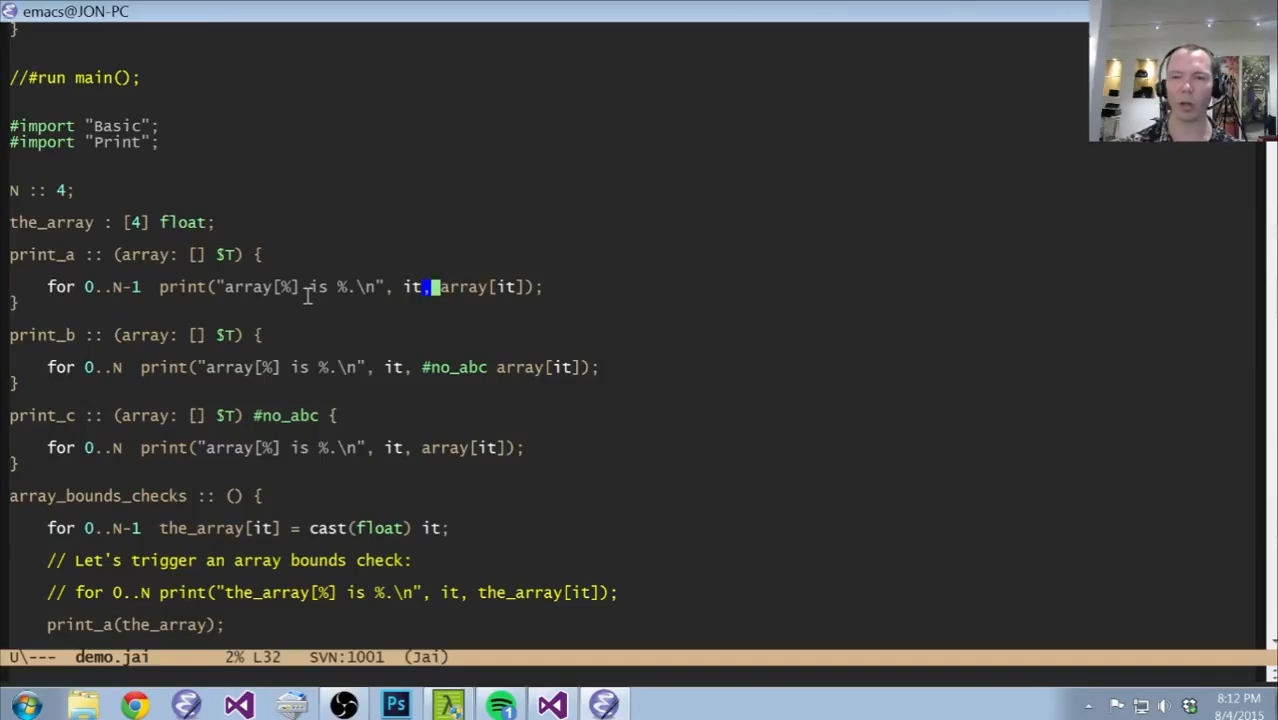 emacs@JON-PC
}
//#run main();
#import "Basic";
#import "Print";
N :: 4;
the_array : [4] float;
print_a :: (array: [] $T) {
for 0..N-1  print("array[%] is %.\n", it, array[it]);
}
print_b :: (array: [] $T) {
for 0..N  print("array[%] is %.\n", it, #no_abc array[it]);
}
print_c :: (array: [] $T) #no_abc {
for 0..N  print("array[%] is %.\n", it, array[it]);
}
array_bounds_checks :: () {
for 0..N-1  the_array[it] = cast(float) it;
// Let's trigger an array bounds check:
// for 0..N print("the_array[%] is %.\n", it, the_array[it]);
print_a(the_array);
U\--- demo.jai 2% L32 SVN:1001 (Jai)
Ps
1
8:12 PM
8/4/2015